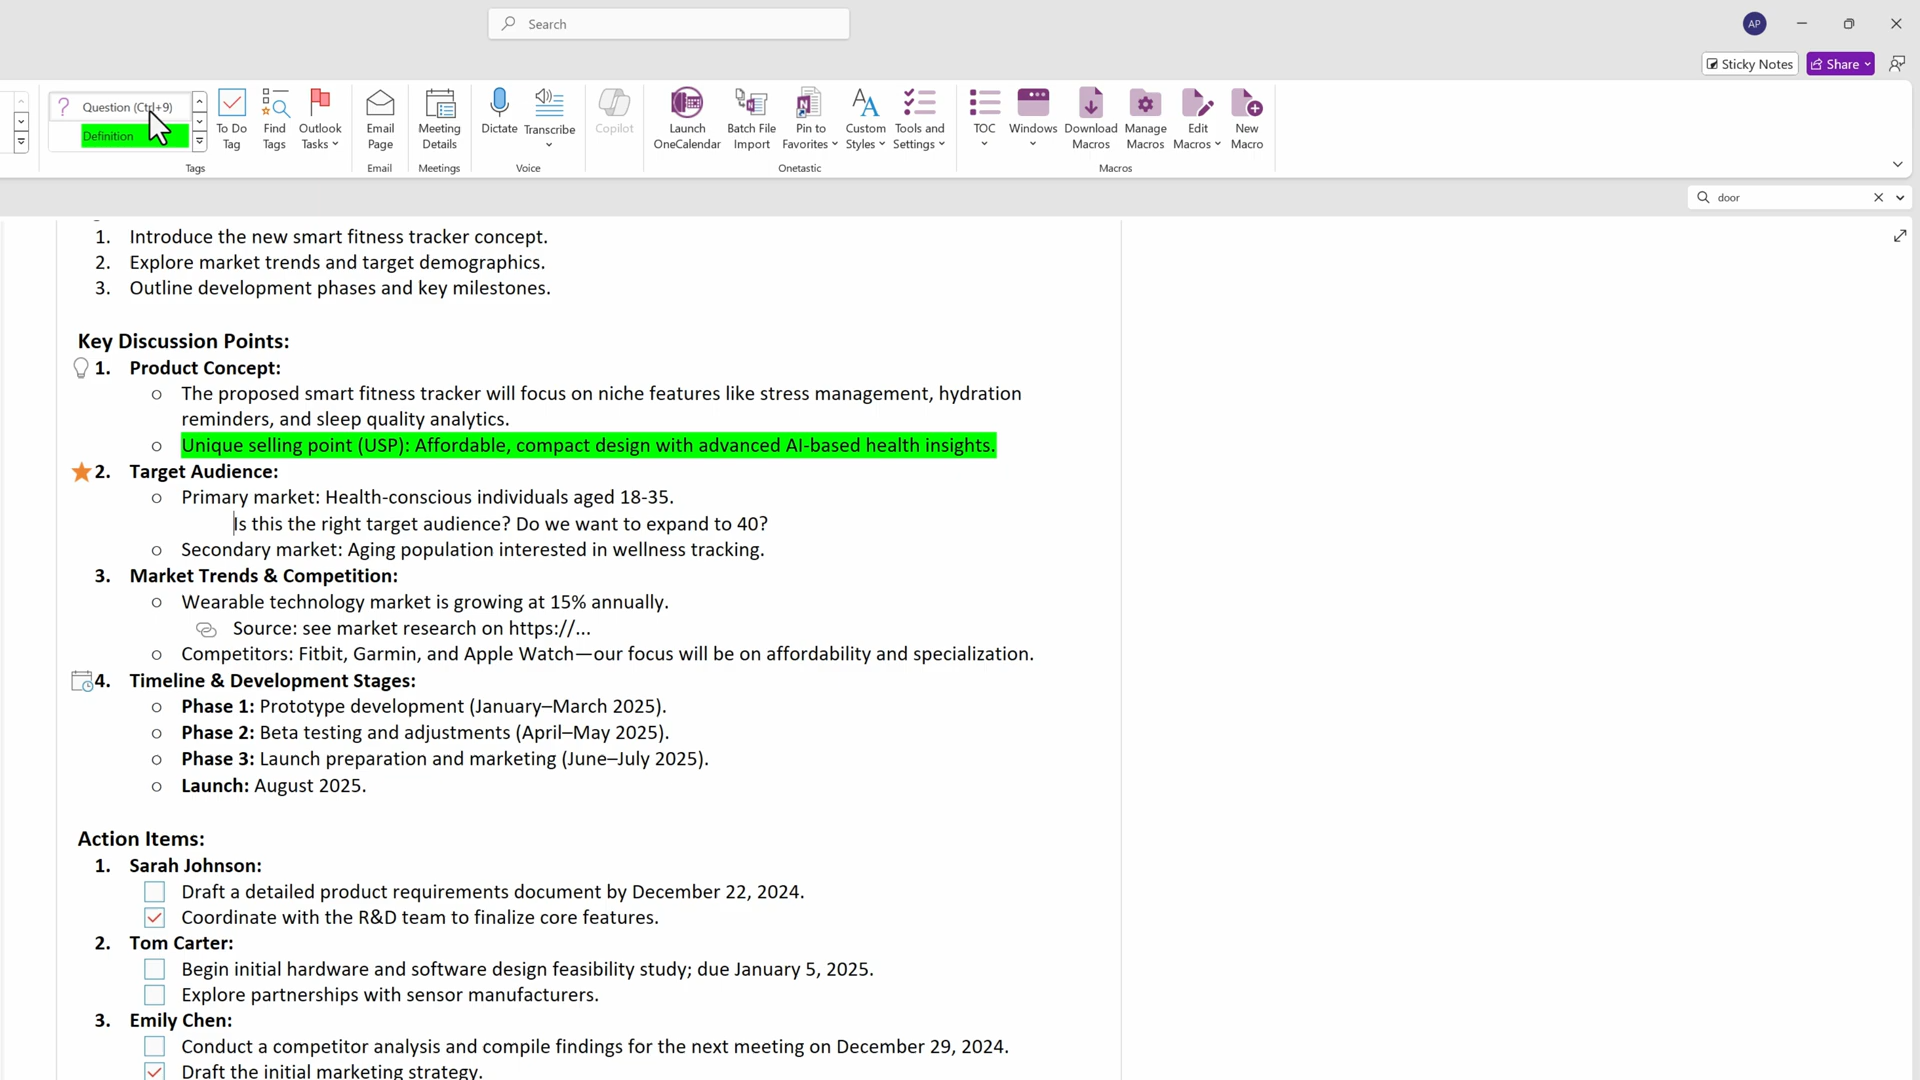 Search
AP
Sticky Notes
Share
Question (Ctrl+9)
Definition
To Do Tag
Find Tags
Outlook Tasks
Email Page
Meeting Details
Dictate
Transcribe
Copilot
Launch OneCalendar
Batch File Import
Pin to Favorites
Custom Styles
Tools and Settings
TOC
Windows
Download Macros
Manage Macros
Edit Macros
New Macro
Tags
Email
Meetings
Voice
Onetastic
Macros
door
1. Introduce the new smart fitness tracker concept.
2. Explore market trends and target demographics.
3. Outline development phases and key milestones.
Key Discussion Points:
1. Product Concept:
○ The proposed smart fitness tracker will focus on niche features like stress management, hydration
reminders, and sleep quality analytics.
○ Unique selling point (USP): Affordable, compact design with advanced AI-based health insights.
2. Target Audience:
○ Primary market: Health-conscious individuals aged 18-35.
Is this the right target audience? Do we want to expand to 40?
○ Secondary market: Aging population interested in wellness tracking.
3. Market Trends & Competition:
○ Wearable technology market is growing at 15% annually.
Source: see market research on https://...
○ Competitors: Fitbit, Garmin, and Apple Watch—our focus will be on affordability and specialization.
4. Timeline & Development Stages:
○ Phase 1: Prototype development (January–March 2025).
○ Phase 2: Beta testing and adjustments (April–May 2025).
○ Phase 3: Launch preparation and marketing (June–July 2025).
○ Launch: August 2025.
Action Items:
1. Sarah Johnson:
Draft a detailed product requirements document by December 22, 2024.
Coordinate with the R&D team to finalize core features.
2. Tom Carter:
Begin initial hardware and software design feasibility study; due January 5, 2025.
Explore partnerships with sensor manufacturers.
3. Emily Chen:
Conduct a competitor analysis and compile findings for the next meeting on December 29, 2024.
Draft the initial marketing strategy.